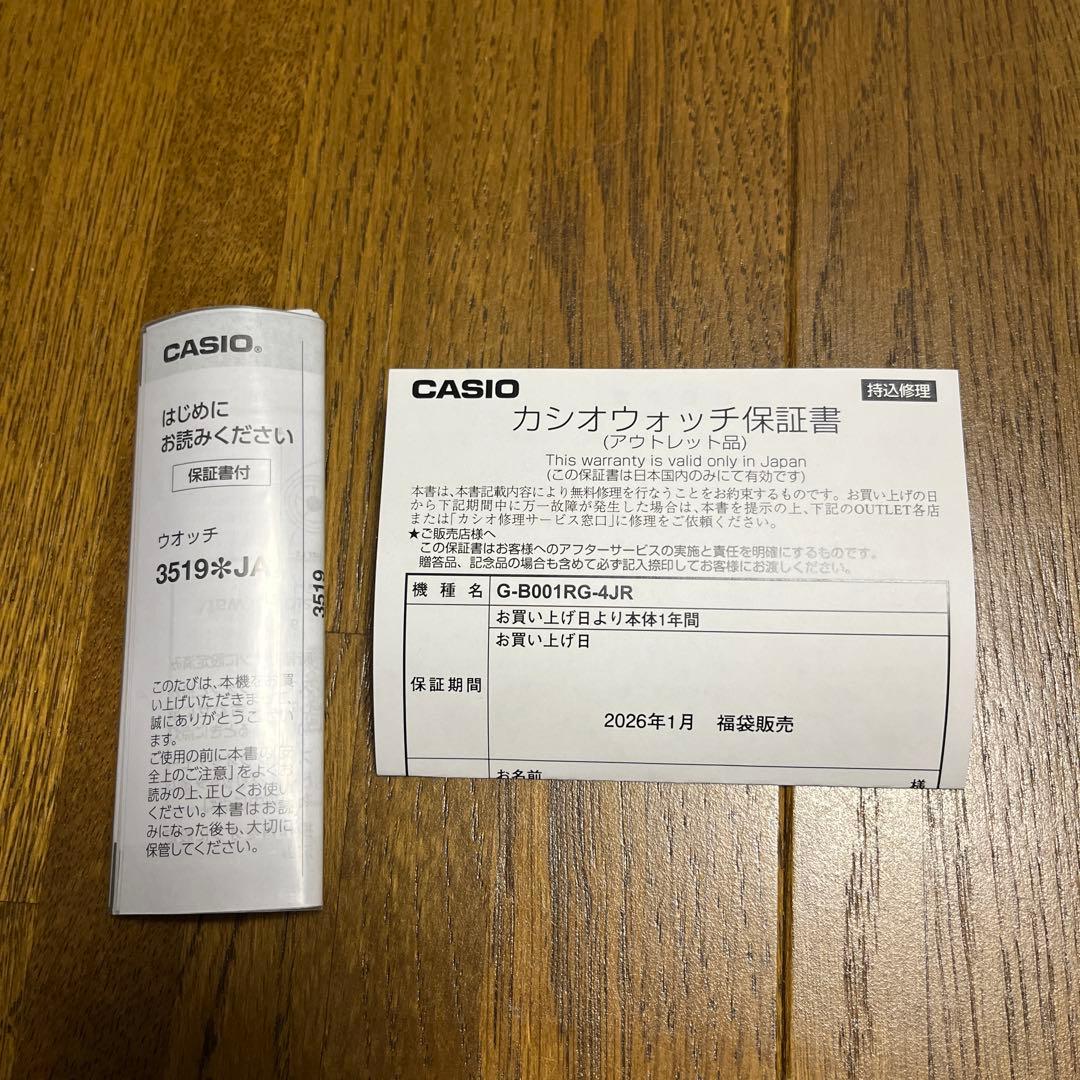 CASIO®
はじめに
お読みください
保証書付
ウオッチ
3519✻JA
3519
このたびは、本機をお買
い上げいただきまして、
誠にありがとうござい
ます。
ご使用の前に本書の「安
全上のご注意」をよくお
読みの上、正しくお使い
ください。本書はお読
みになった後も、大切に
保管してください。
CASIO
持込修理
カシオウォッチ保証書
(アウトレット品)
This warranty is valid only in Japan
(この保証書は日本国内のみにて有効です)
本書は、本書記載内容により無料修理を行なうことをお約束するものです。お買い上げの日
から下記期間中に万一故障が発生した場合は、本書を提示の上、下記のOUTLET各店
または「カシオ修理サービス窓口」に修理をご依頼ください。
★ご販売店様へ
この保証書はお客様へのアフターサービスの実施と責任を明確にするものです。
贈答品、記念品の場合も含めて必ず記入捺印してお客様にお渡しください。
機種名 G-B001RG-4JR
お買い上げ日より本体1年間
お買い上げ日
保証期間
2026年1月 福袋販売
お名前 様